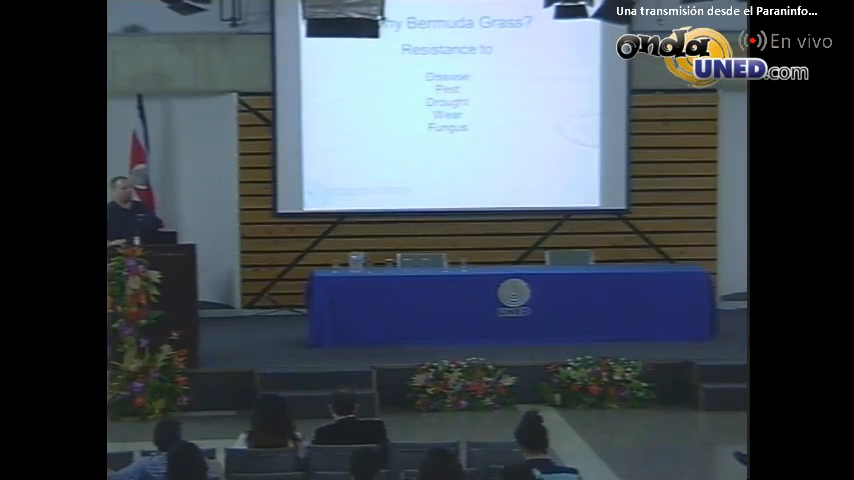 Una transmisión desde el Paraninfo...
onda
UNED.com
En vivo
Bermuda Grass?
Resistance to
Disease
Pest
Drought
Wear
Fungus
UNED